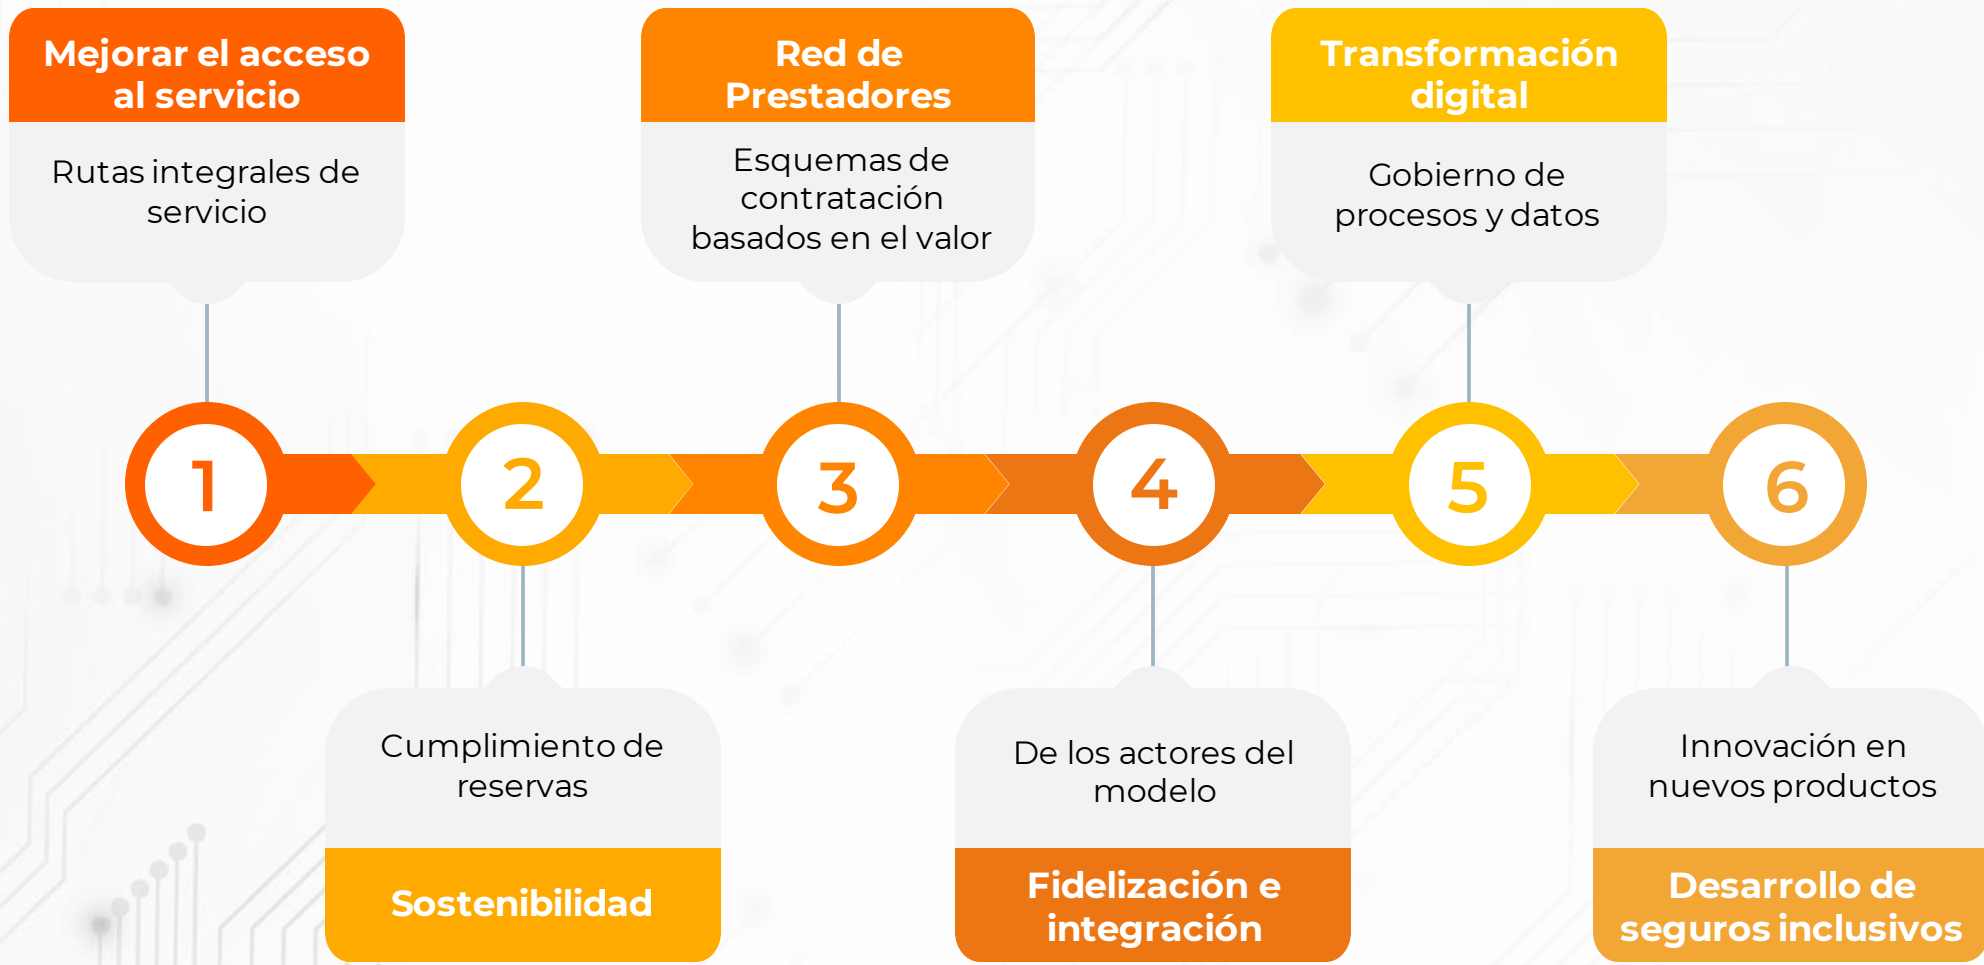 Mejorar el acceso
al servicio
Rutas integrales de
servicio
Red de
Prestadores
Esquemas de
contratación
basados en el valor
Transformación
digital
Gobierno de
procesos y datos
1
2
3
4
5
6
Cumplimiento de
reservas
Sostenibilidad
De los actores del
modelo
Fidelización e
integración
Innovación en
nuevos productos
Desarrollo de
seguros inclusivos